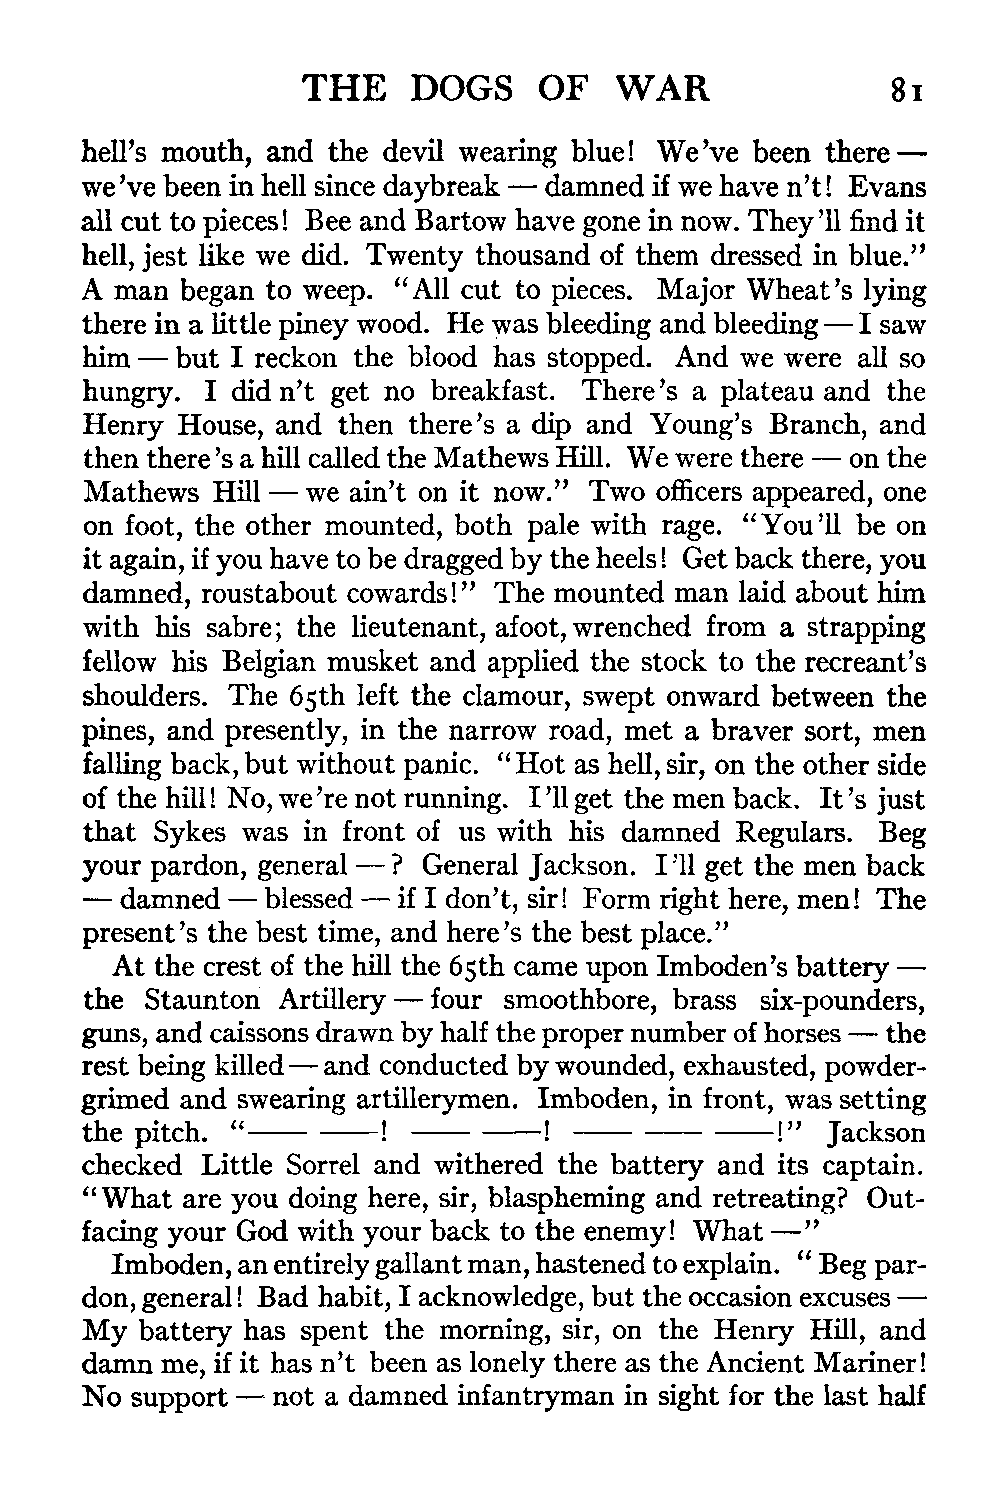 THE DOGS OF WAR 81
hell's mouth, and the devil wearing blue! We've been there —
we've been in hell since daybreak — damned if we have n't! Evans
all cut to pieces! Bee and Bartow have gone in now. They'll find it
hell, jest like we did. Twenty thousand of them dressed in blue."
A man began to weep. "All cut to pieces. Major Wheat's lying
there in a little piney wood. He was bleeding and bleeding — I saw
him — but I reckon the blood has stopped. And we were all so
hungry. I did n't get no breakfast. There's a plateau and the
Henry House, and then there's a dip and Young's Branch, and
then there's a hill called the Mathews Hill. We were there — on the
Mathews Hill — we ain't on it now." Two officers appeared, one
on foot, the other mounted, both pale with rage. "You'll be on
it again, if you have to be dragged by the heels! Get back there, you
damned, roustabout cowards!" The mounted man laid about him
with his sabre; the lieutenant, afoot, wrenched from a strapping
fellow his Belgian musket and applied the stock to the recreant's
shoulders. The 65th left the clamour, swept onward between the
pines, and presently, in the narrow road, met a braver sort, men
falling back, but without panic. "Hot as hell, sir, on the other side
of the hill! No, we're not running. I'll get the men back. It's just
that Sykes was in front of us with his damned Regulars. Beg
your pardon, general — ? General Jackson. I'll get the men back
— damned — blessed — if I don't, sir! Form right here, men! The
present's the best time, and here's the best place."
At the crest of the hill the 65th came upon Imboden's battery —
the Staunton Artillery — four smoothbore, brass six-pounders,
guns, and caissons drawn by half the proper number of horses — the
rest being killed — and conducted by wounded, exhausted, powder-
grimed and swearing artillerymen. Imboden, in front, was setting
the pitch. "—— ——! —— ——! —— —— ——!" Jackson
checked Little Sorrel and withered the battery and its captain.
"What are you doing here, sir, blaspheming and retreating? Out-
facing your God with your back to the enemy! What —"
Imboden, an entirely gallant man, hastened to explain. "Beg par-
don, general! Bad habit, I acknowledge, but the occasion excuses —
My battery has spent the morning, sir, on the Henry Hill, and
damn me, if it has n't been as lonely there as the Ancient Mariner!
No support — not a damned infantryman in sight for the last half